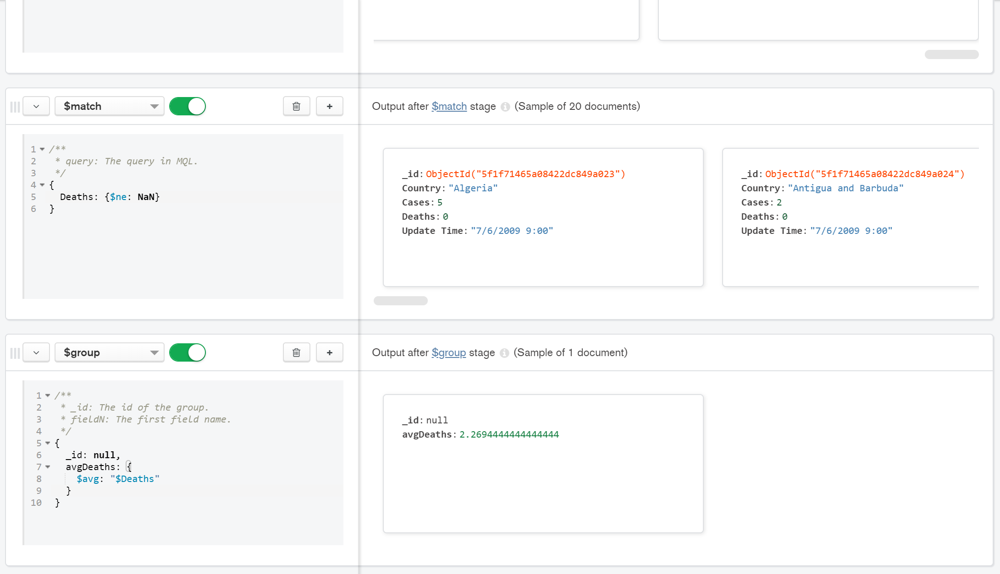 $match
Output after $match stage (Sample of 20 documents)
1 /**
2 * query: The query in MQL.
3 */
4 {
5 Deaths: {$ne: NaN}
6 }
_id: ObjectId("5f1f71465a08422dc849a023")
Country: "Algeria"
Cases: 5
Deaths: 0
Update Time: "7/6/2009 9:00"
_id: ObjectId("5f1f71465a08422dc849a024")
Country: "Antigua and Barbuda"
Cases: 2
Deaths: 0
Update Time: "7/6/2009 9:00"
$group
Output after $group stage (Sample of 1 document)
1 /**
2 * _id: The id of the group.
3 * fieldN: The first field name.
4 */
5 {
6 _id: null,
7 avgDeaths: {
8 $avg: "$Deaths"
9 }
10 }
_id: null
avgDeaths: 2.2694444444444444